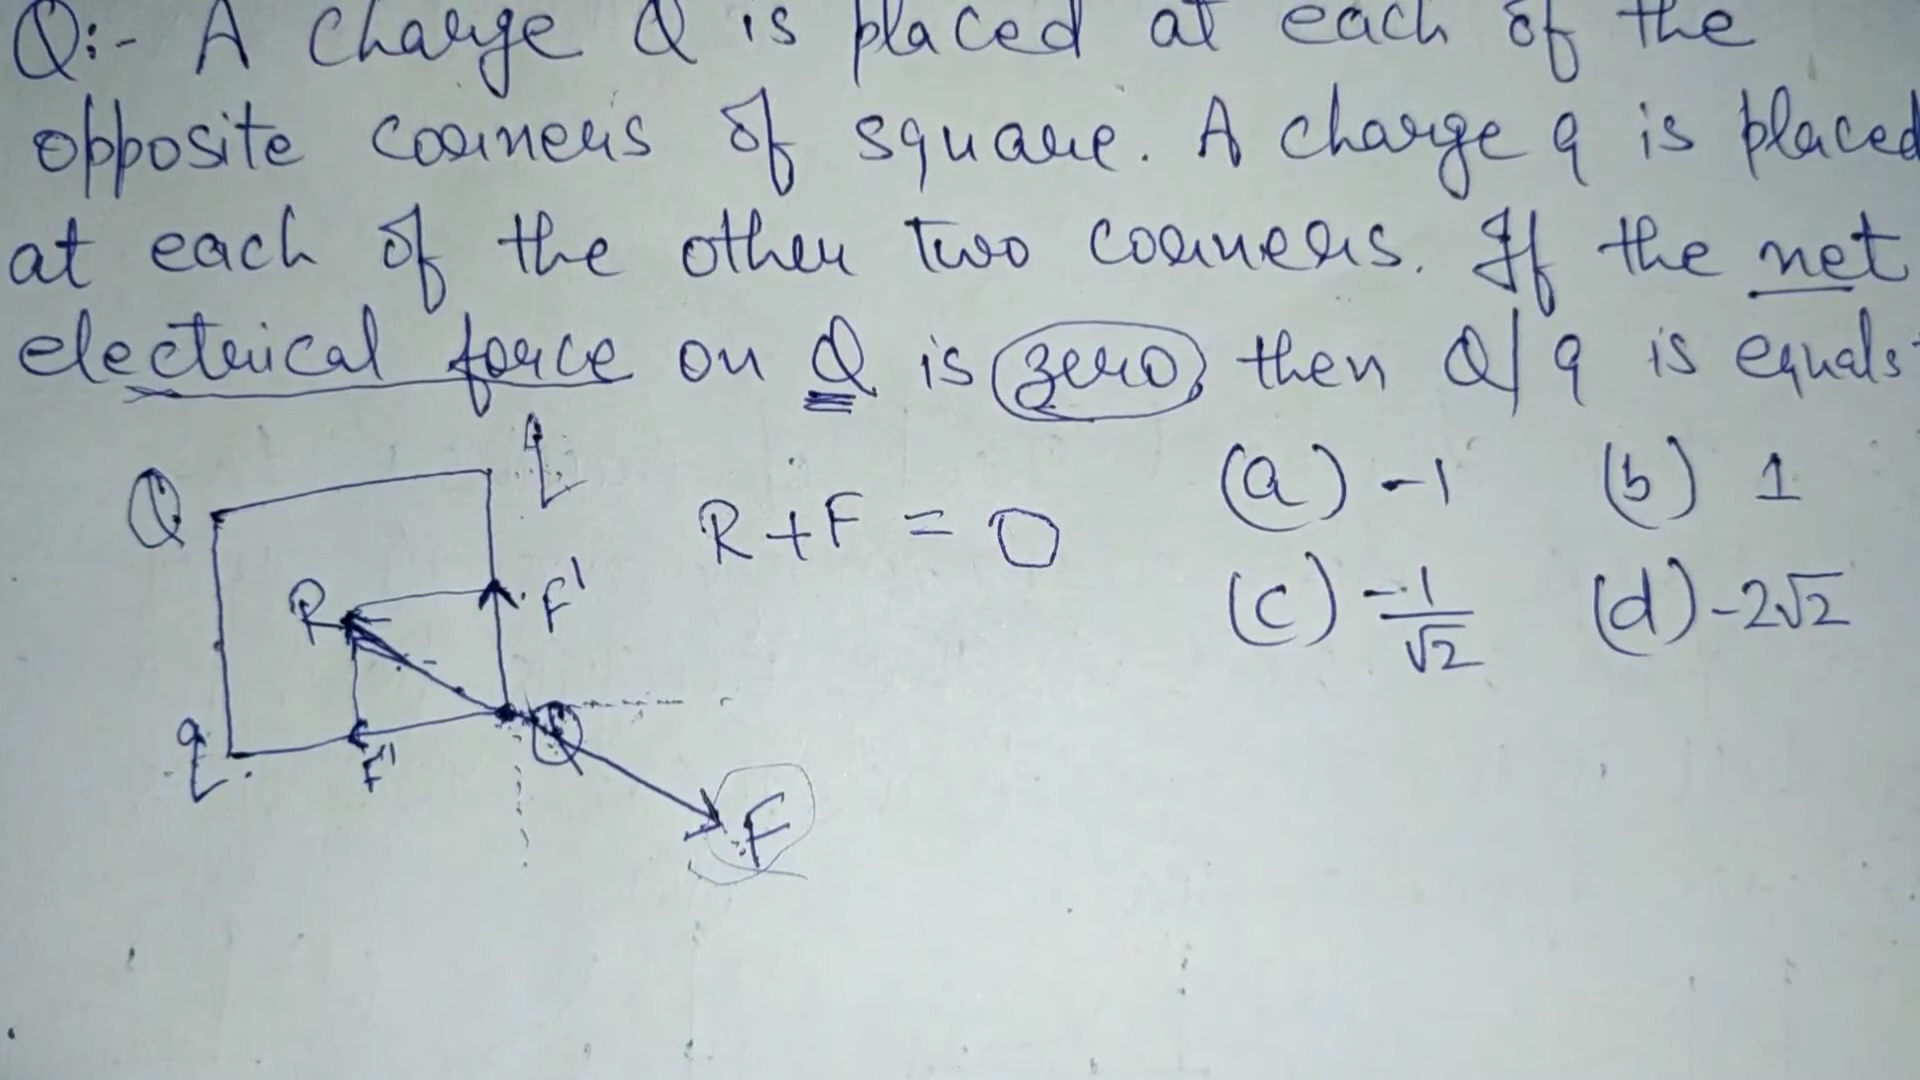 Q:- A charge Q is placed at each of the
opposite corners of square. A charge q is placed
at each of the other two corners. If the net
electrical force on Q is zero, then Q/q is equals
(a) -1 (b) 1
(c) -1/√2 (d) -2√2
Q
q
R+F = 0
R
F'
q
F'
Q
F